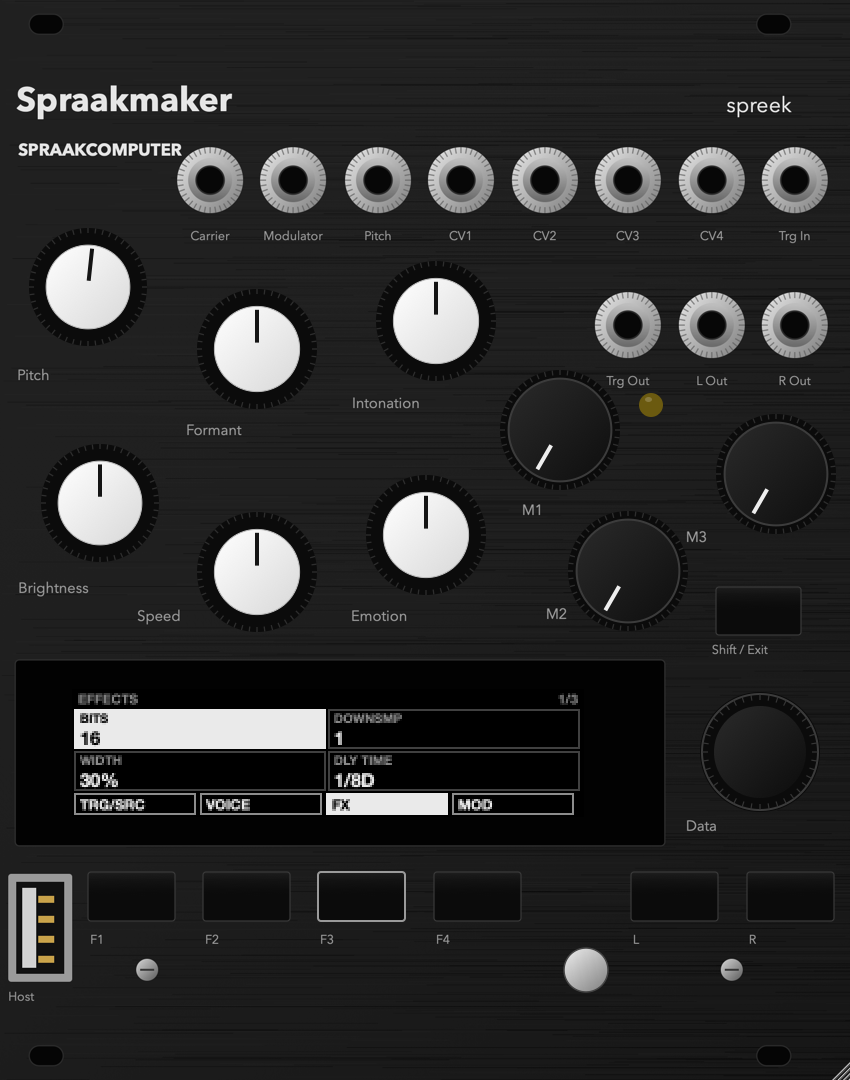 Spraakmaker
spreek
SPRAAKCOMPUTER
Carrier Modulator Pitch CV1 CV2 CV3 CV4 Trg In
Pitch
Formant
Intonation
Trg Out L Out R Out
Brightness
Speed
Emotion
M1
M2
M3
Shift / Exit
EFFECTS 1/3
BITS DOWNSMP
16 1
WIDTH DLY TIME
30% 1/8D
TRG/SRC VOICE FX MOD
Data
F1 F2 F3 F4 L R
Host